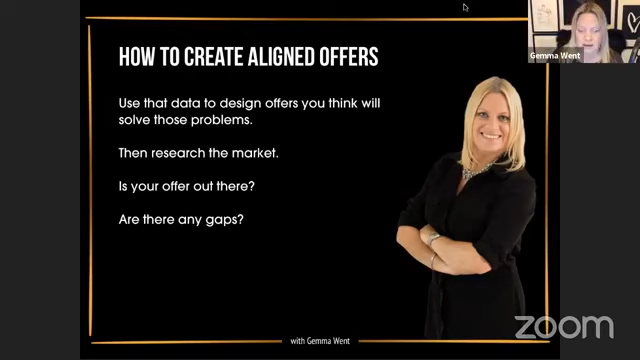 HOW TO CREATE ALIGNED OFFERS
Gemma Went
Use that data to design offers you think will
solve those problems.
Then research the market.
Is your offer out there?
Are there any gaps?
with Gemma Went
zoom